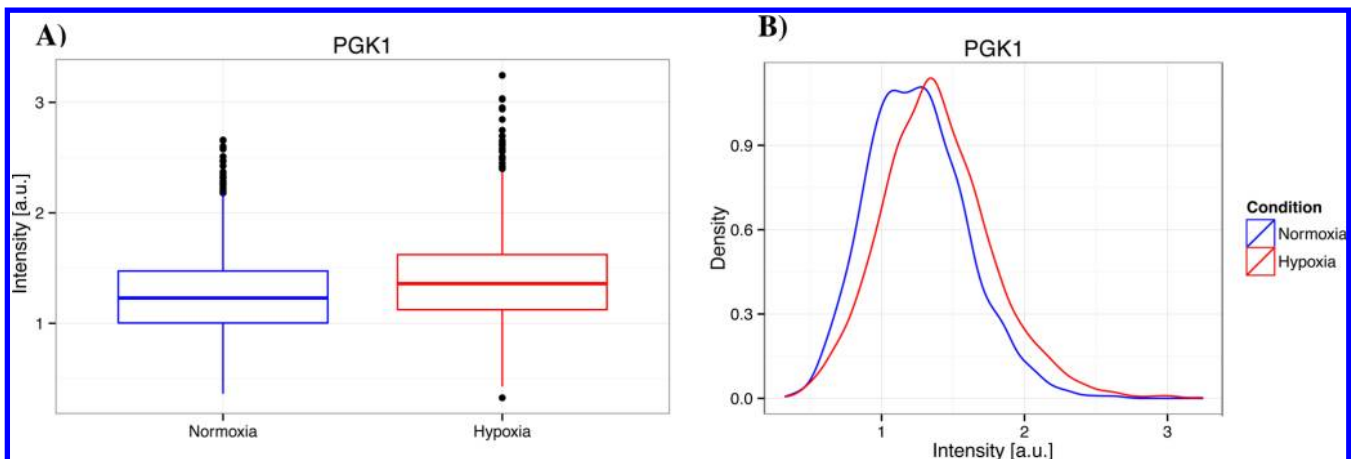 A)
PGK1
Intensity [a.u.]
3
2
1
Normoxia
Hypoxia
B)
PGK1
Density
0.9
0.6
0.3
0.0
1
2
3
Intensity [a.u.]
Condition
Normoxia
Hypoxia